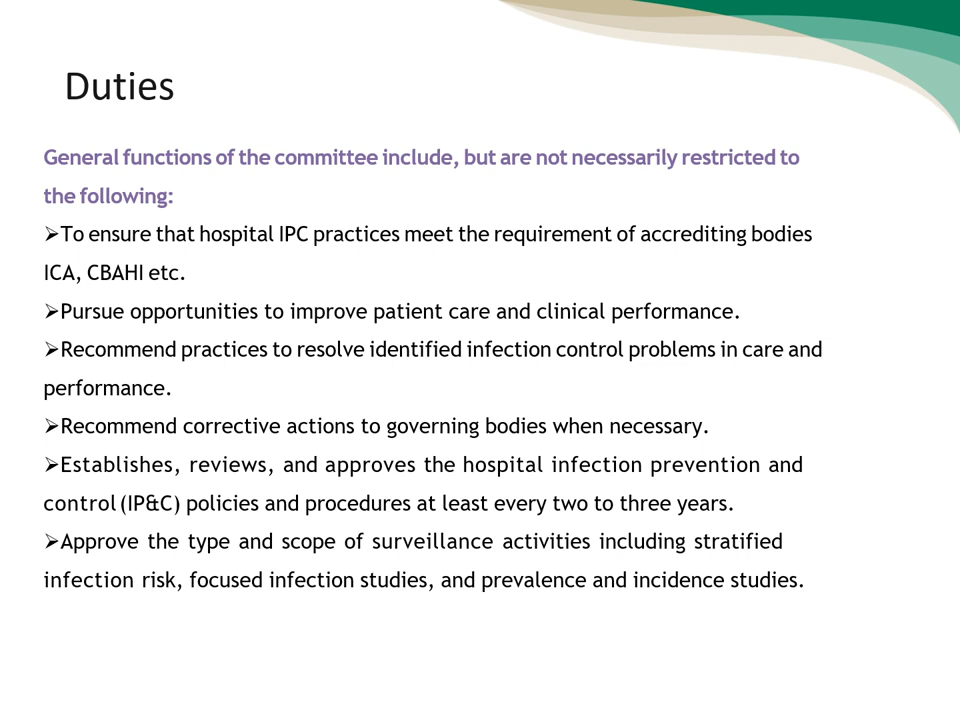 Duties
General functions of the committee include, but are not necessarily restricted to
the following:
➢To ensure that hospital IPC practices meet the requirement of accrediting bodies
ICA, CBAHI etc.
➢Pursue opportunities to improve patient care and clinical performance.
➢Recommend practices to resolve identified infection control problems in care and
performance.
➢Recommend corrective actions to governing bodies when necessary.
➢Establishes, reviews, and approves the hospital infection prevention and
control (IP&C) policies and procedures at least every two to three years.
➢Approve the type and scope of surveillance activities including stratified
infection risk, focused infection studies, and prevalence and incidence studies.